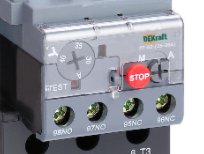 DEKraft
M
A
TEST
STOP
98NO
97NO
95NC
96NC
6 T3